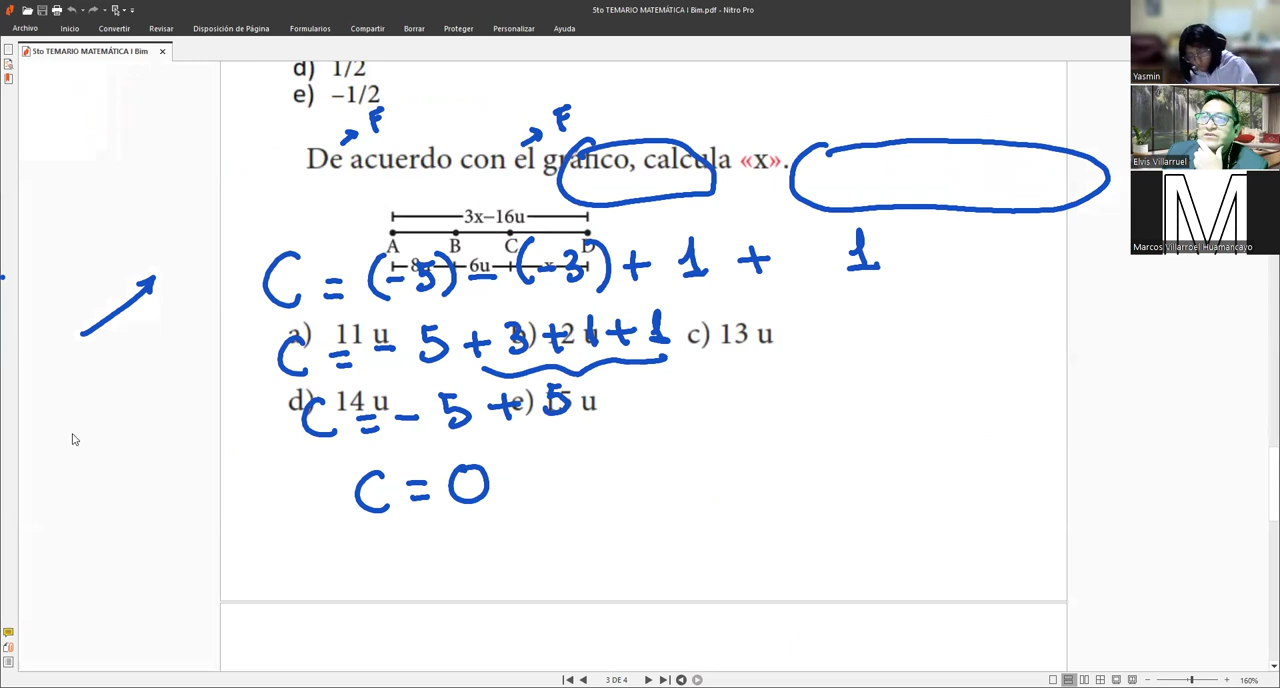 5to TEMARIO MATEMÁTICA I Bim.pdf - Nitro Pro
Archivo Inicio Convertir Revisar Disposición de Página Formularios Compartir Borrar Proteger Personalizar Ayuda
5to TEMARIO MATEMÁTICA I Bim
d) 1/2
e) –1/2
F F
De acuerdo con el gráfico, calcula «x».
3x–16u
A B C D
6u x
C = (-5) - (-3) + 1 + 1
a) 11 u b) 12 u c) 13 u
C = - 5 + 3 + 1 + 1
d) 14 u e) 15 u
C = - 5 + 5
C = 0
Yasmin
Elvis Villarruel
M
Marcos Villarroel Huamancayo
3 DE 4
160%